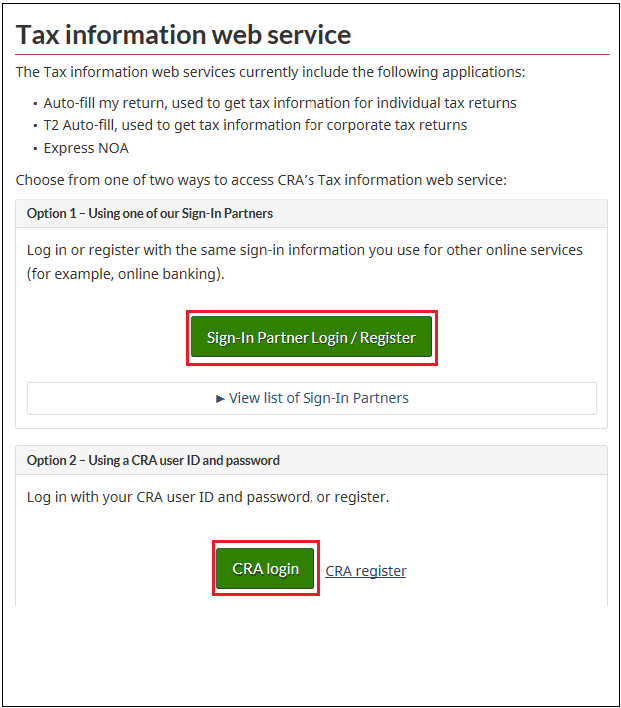 Tax information web service
The Tax information web services currently include the following applications:
• Auto-fill my return, used to get tax information for individual tax returns
• T2 Auto-fill, used to get tax information for corporate tax returns
• Express NOA
Choose from one of two ways to access CRA's Tax information web service:
Option 1 – Using one of our Sign-In Partners
Log in or register with the same sign-in information you use for other online services
(for example, online banking).
Sign-In Partner Login / Register
▶ View list of Sign-In Partners
Option 2 – Using a CRA user ID and password
Log in with your CRA user ID and password, or register.
CRA login CRA register